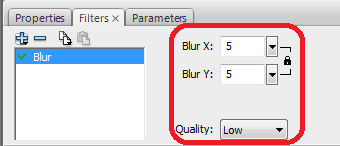 Properties Filters × Parameters
Blur
Blur X: 5
Blur Y: 5
Quality: Low